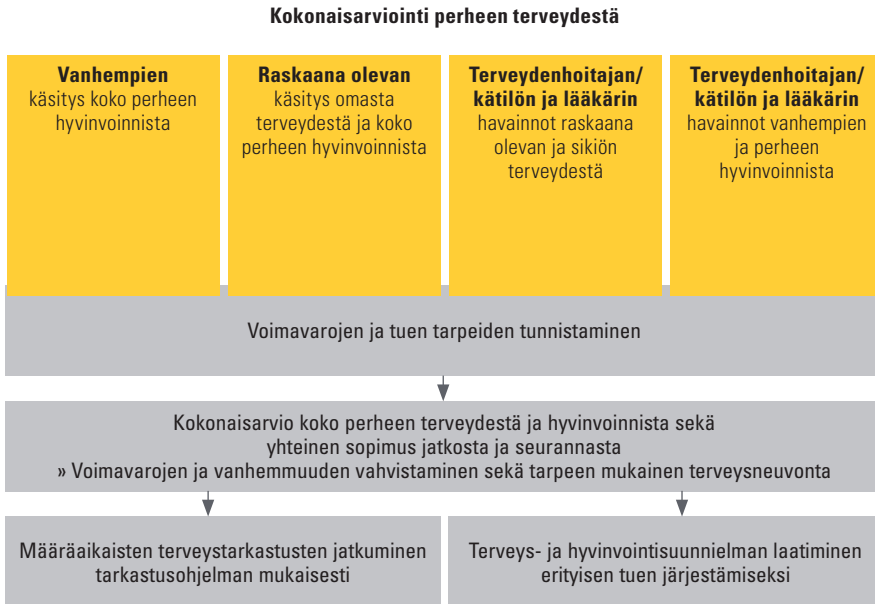 Kokonaisarviointi perheen terveydestä
Vanhempien
käsitys koko perheen
hyvinvoinnista
Raskaana olevan
käsitys omasta
terveydestä ja koko
perheen hyvinvoinnista
Terveydenhoitajan/
kätilön ja lääkärin
havainnot raskaana
olevan ja sikiön
terveydestä
Terveydenhoitajan/
kätilön ja lääkärin
havainnot vanhempien
ja perheen
hyvinvoinnista
Voimavarojen ja tuen tarpeiden tunnistaminen
Kokonaisarvio koko perheen terveydestä ja hyvinvoinnista sekä
yhteinen sopimus jatkosta ja seurannasta
» Voimavarojen ja vanhemmuuden vahvistaminen sekä tarpeen mukainen terveysneuvonta
Määräaikaisten terveystarkastusten jatkuminen
tarkastusohjelman mukaisesti
Terveys- ja hyvinvointisuunnielman laatiminen
erityisen tuen järjestämiseksi